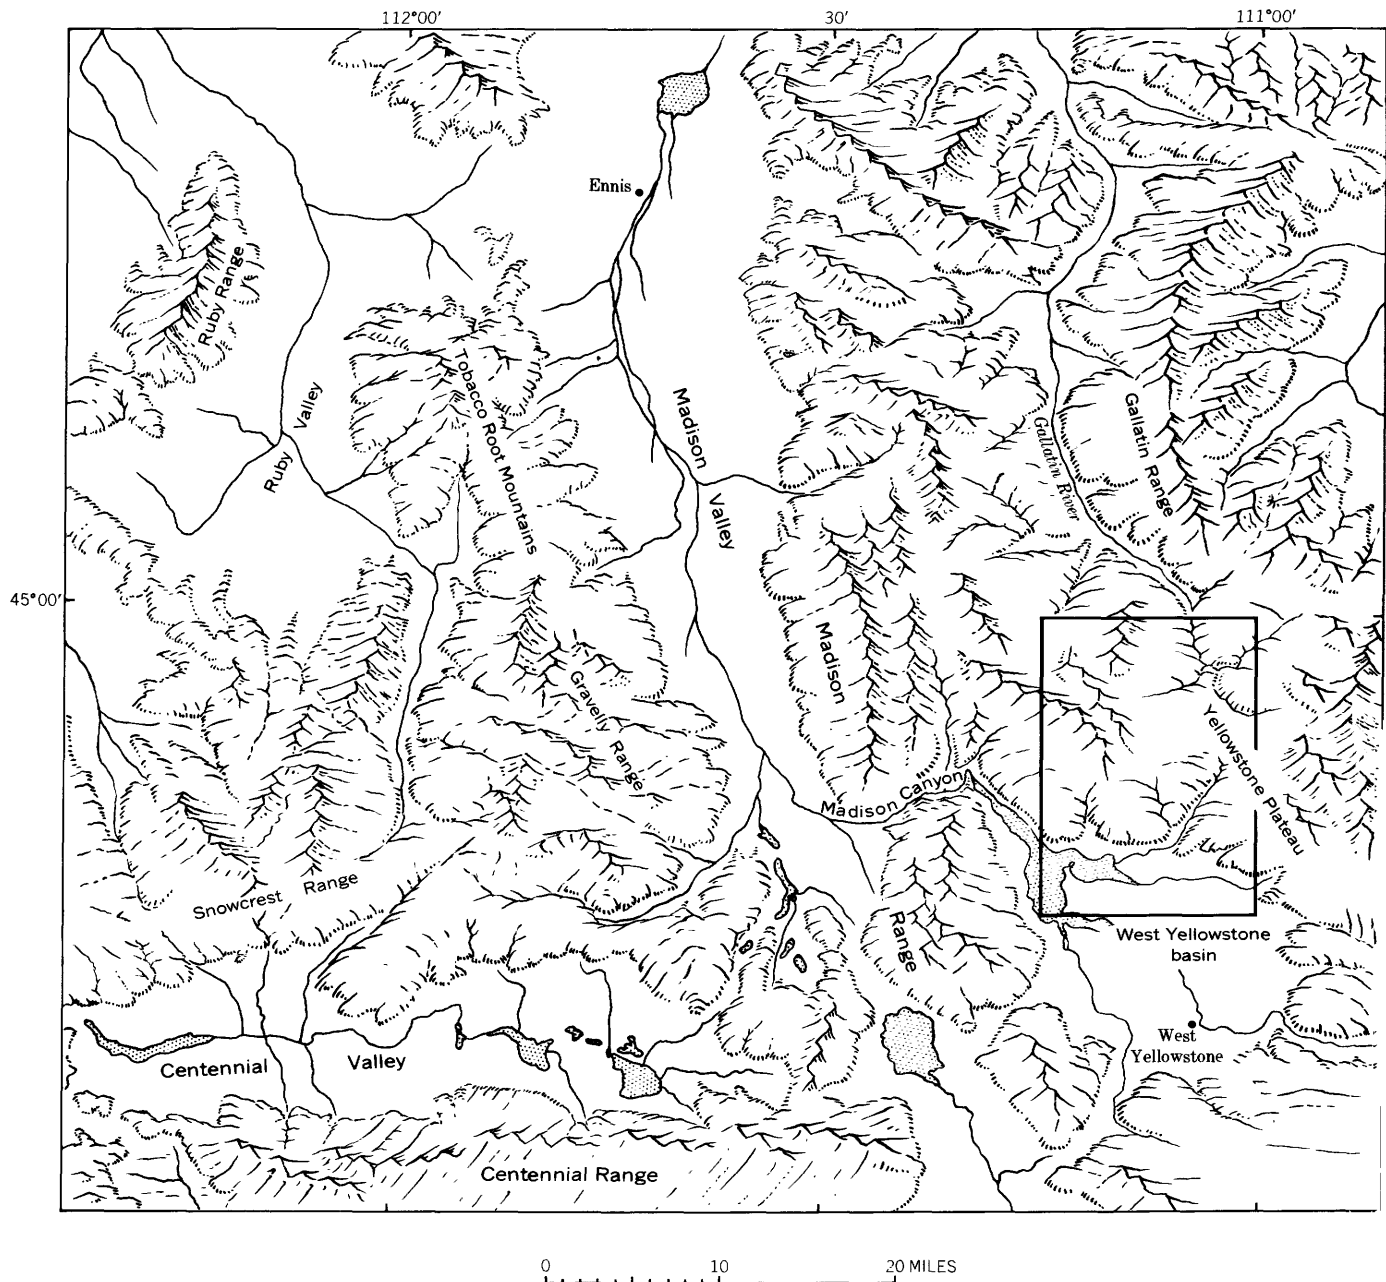 112°00′ 30′ 111°00′
Ennis
Ruby Range
Ruby Valley
Tobacco Root Mountains
Madison Valley
Gallatin River
Gallatin Range
45°00′
Madison
Gravelly Range
Yellowstone Plateau
Madison Canyon
Snowcrest Range
Range
West Yellowstone
basin
West
Yellowstone
Centennial Valley
Centennial Range
0 10 20 MILES